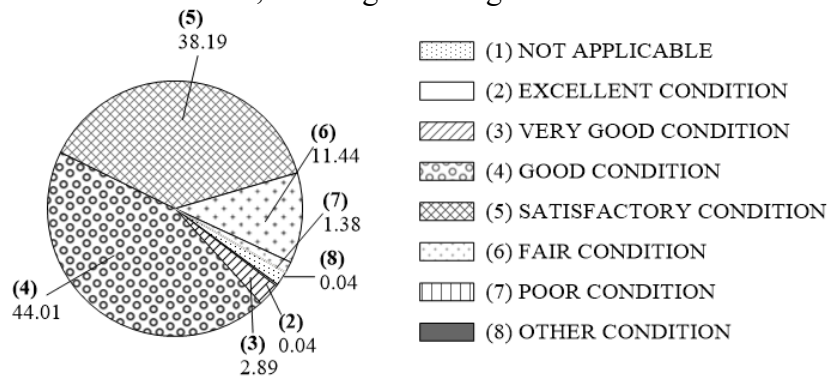 (5)
38.19
(6)
11.44
(7)
1.38
(8)
0.04
(2)
0.04
(3)
2.89
(4)
44.01
(1) NOT APPLICABLE
(2) EXCELLENT CONDITION
(3) VERY GOOD CONDITION
(4) GOOD CONDITION
(5) SATISFACTORY CONDITION
(6) FAIR CONDITION
(7) POOR CONDITION
(8) OTHER CONDITION